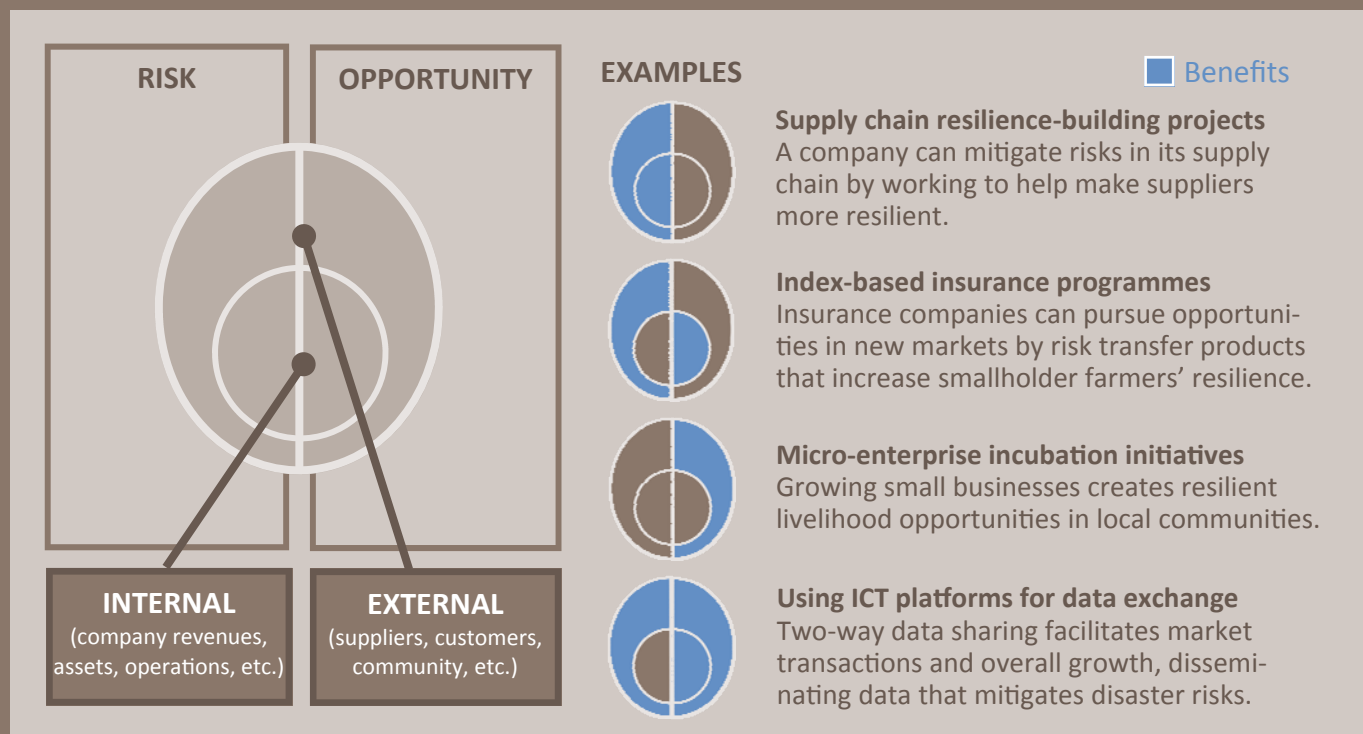 RISK
OPPORTUNITY
INTERNAL
(company revenues,
assets, operations, etc.)
EXTERNAL
(suppliers, customers,
community, etc.)
EXAMPLES
Benefits
Supply chain resilience-building projects
A company can mitigate risks in its supply
chain by working to help make suppliers
more resilient.
Index-based insurance programmes
Insurance companies can pursue opportuni-
ties in new markets by risk transfer products
that increase smallholder farmers’ resilience.
Micro-enterprise incubation initiatives
Growing small businesses creates resilient
livelihood opportunities in local communities.
Using ICT platforms for data exchange
Two-way data sharing facilitates market
transactions and overall growth, dissemi-
nating data that mitigates disaster risks.